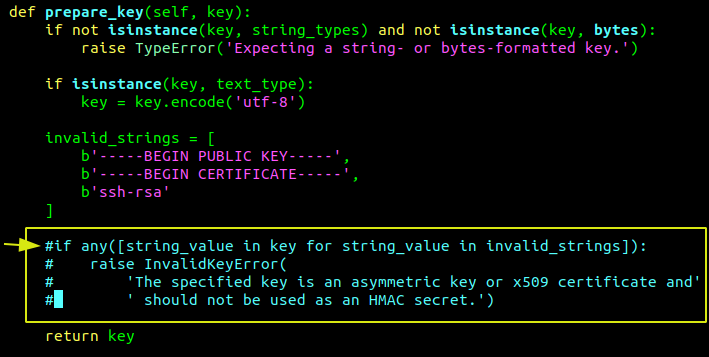 def prepare_key(self, key):
    if not isinstance(key, string_types) and not isinstance(key, bytes):
        raise TypeError('Expecting a string- or bytes-formatted key.')
    if isinstance(key, text_type):
        key = key.encode('utf-8')
    invalid_strings = [
        b'-----BEGIN PUBLIC KEY-----',
        b'-----BEGIN CERTIFICATE-----',
        b'ssh-rsa'
    ]
    #if any([string_value in key for string_value in invalid_strings]):
    #    raise InvalidKeyError(
    #        'The specified key is an asymmetric key or x509 certificate and'
    #        ' should not be used as an HMAC secret.')
    return key